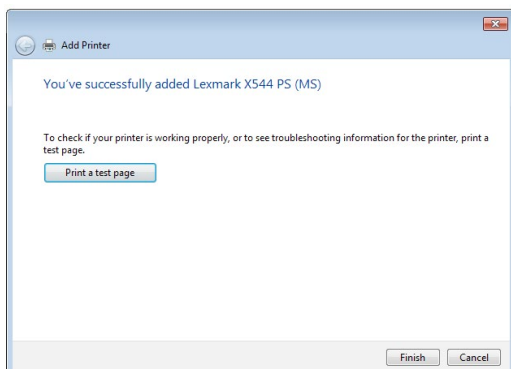 Add Printer
You've successfully added Lexmark X544 PS (MS)
To check if your printer is working properly, or to see troubleshooting information for the printer, print a
test page.
Print a test page
Finish
Cancel